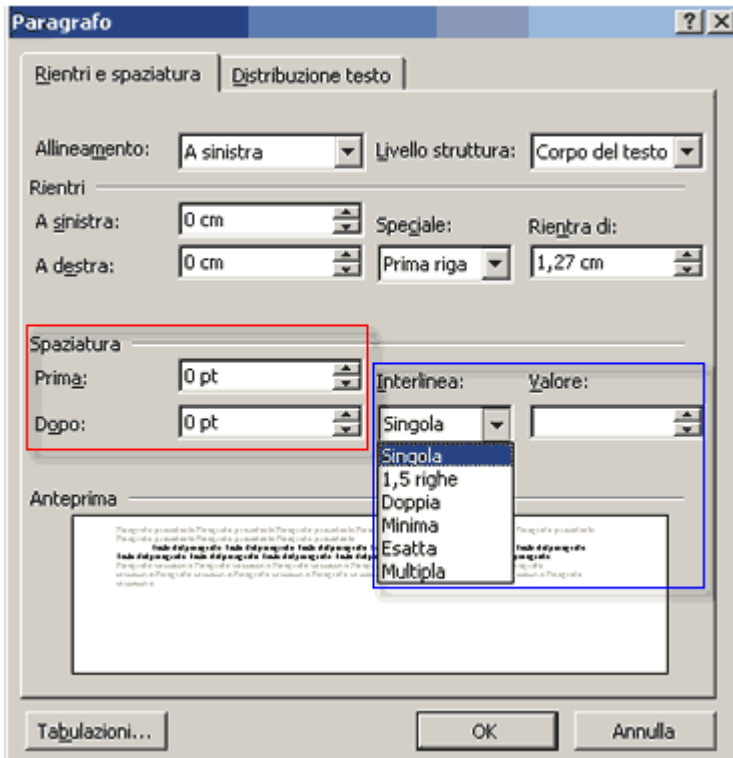 Paragrafo
Rientri e spaziatura Distribuzione testo
Allineamento: A sinistra Livello struttura: Corpo del testo
Rientri
A sinistra: 0 cm Speciale: Rientra di:
A destra: 0 cm Prima riga 1,27 cm
Spaziatura
Prima: 0 pt Interlinea: Valore:
Dopo: 0 pt Singola
Singola
1,5 righe
Doppia
Minima
Esatta
Multipla
Anteprima
Tabulazioni... OK Annulla